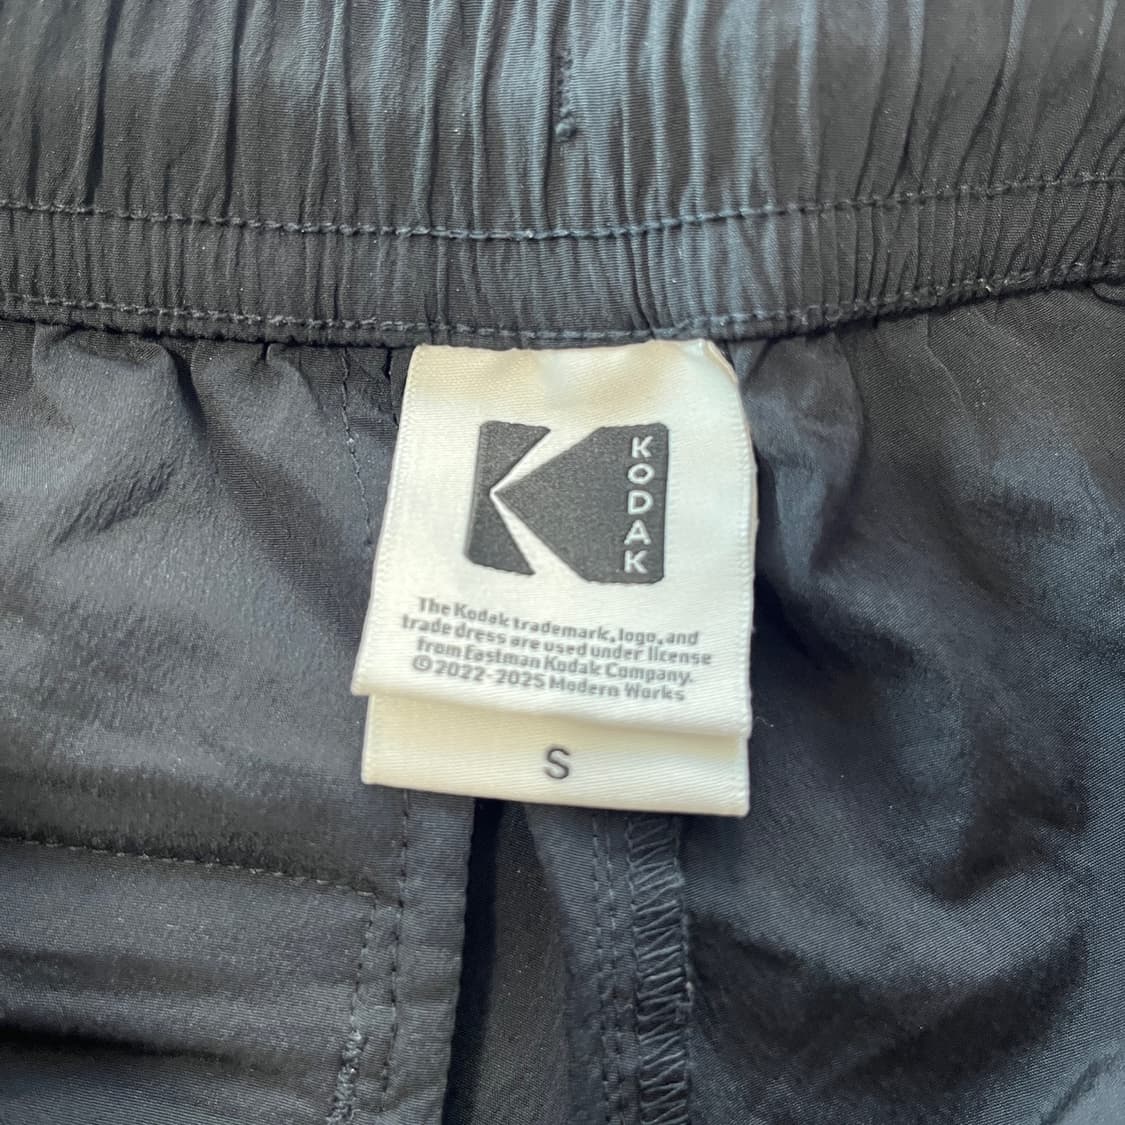 KODAK
The Kodak trademark, logo, and
trade dress are used under license
from Eastman Kodak Company.
©2022-2025 Modern Works
S